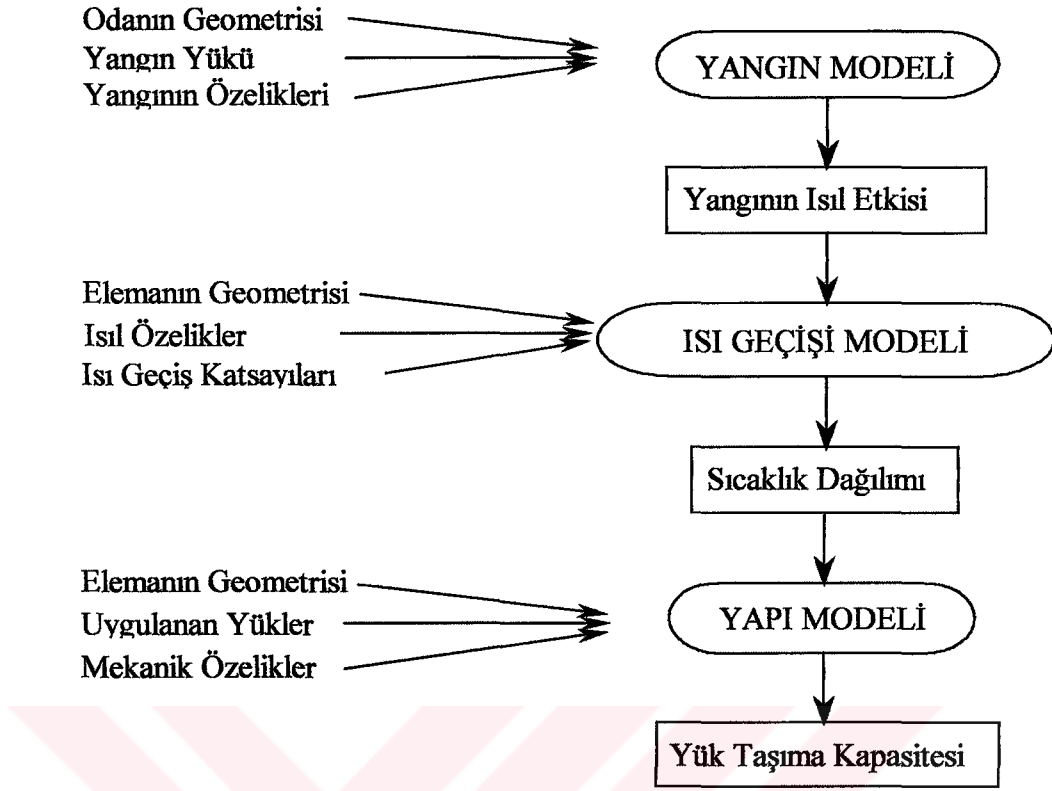 Odanın Geometrisi
Yangın Yükü
Yangının Özelikleri
YANGIN MODELİ
Yangının Isıl Etkisi
Elemanın Geometrisi
Isıl Özelikler
Isı Geçiş Katsayıları
ISI GEÇİŞİ MODELİ
Sıcaklık Dağılımı
Elemanın Geometrisi
Uygulanan Yükler
Mekanik Özelikler
YAPI MODELİ
Yük Taşıma Kapasitesi